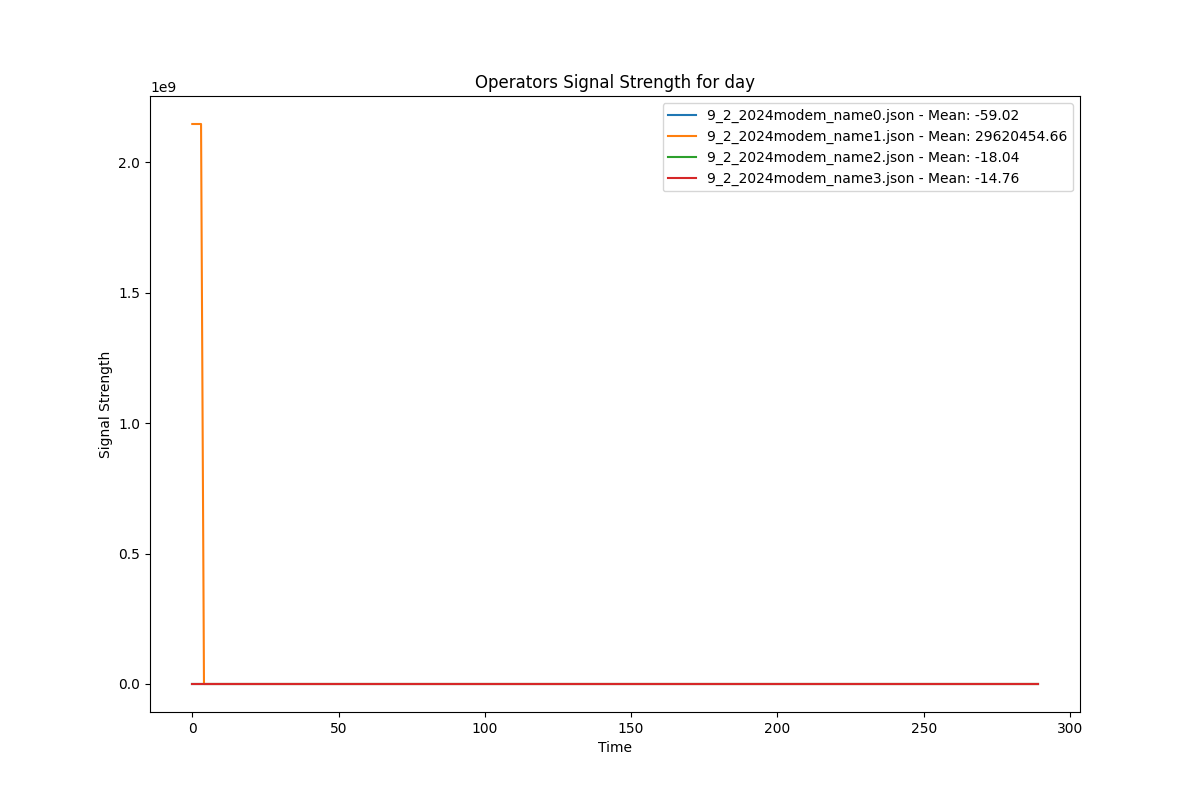 Operators Signal Strength for day
1e9
9_2_2024modem_name0.json - Mean: -59.02
9_2_2024modem_name1.json - Mean: 29620454.66
9_2_2024modem_name2.json - Mean: -18.04
9_2_2024modem_name3.json - Mean: -14.76
2.0
1.5
1.0
0.5
0.0
Signal Strength
0 50 100 150 200 250 300
Time